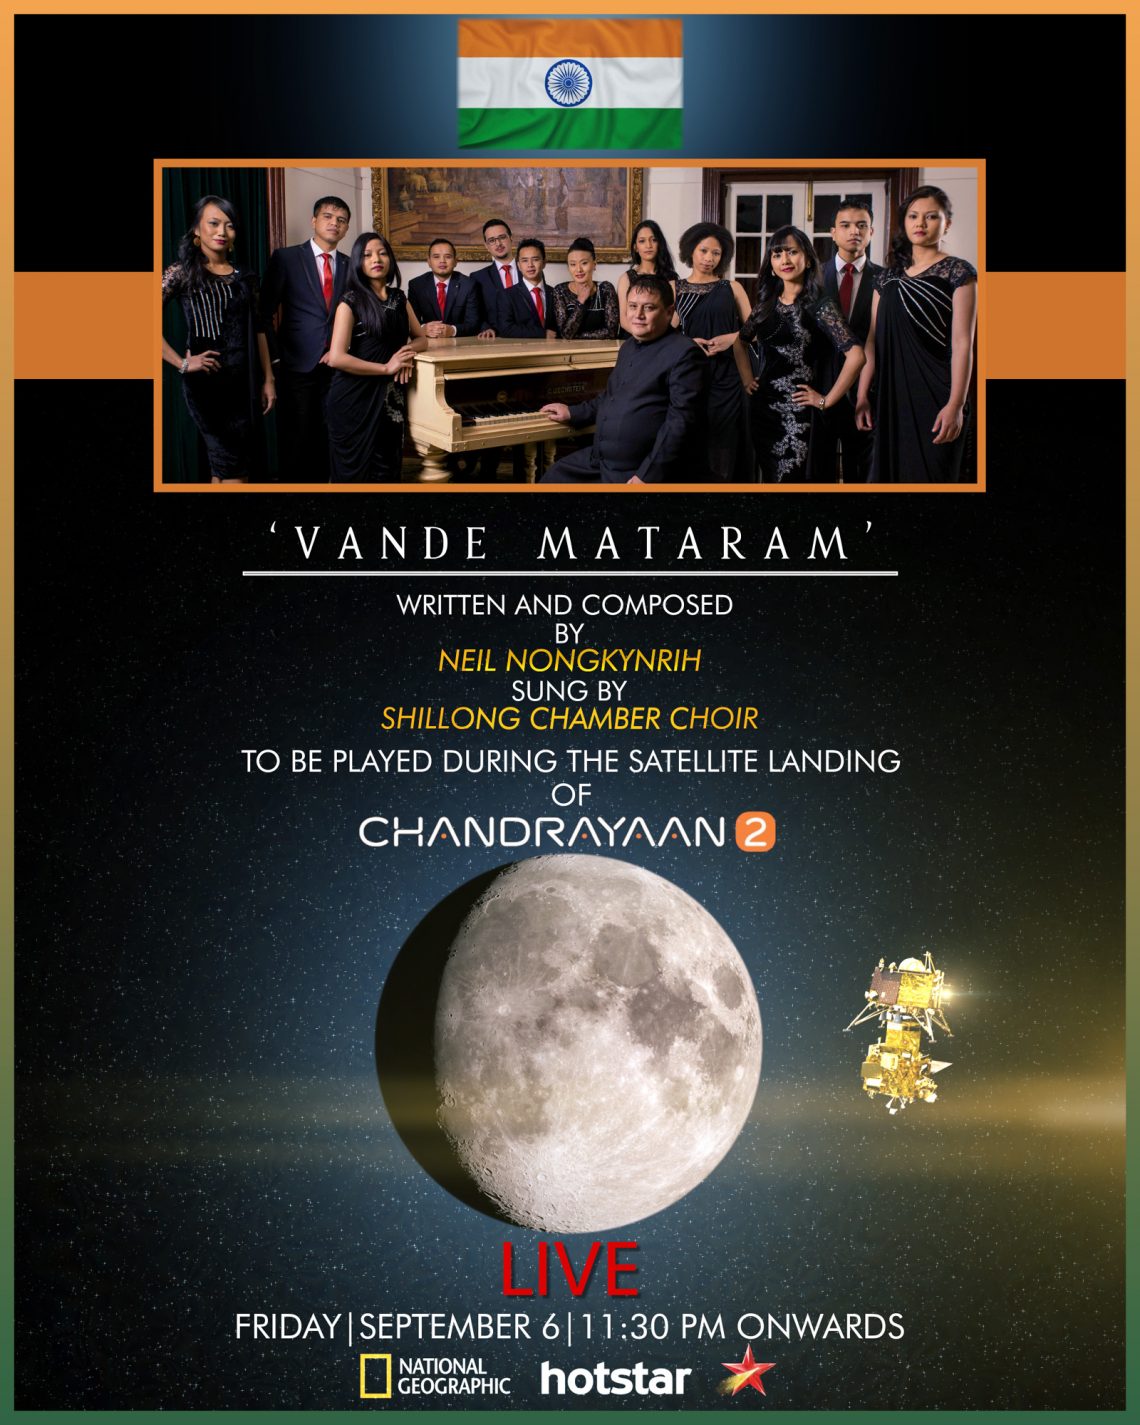 C. BECHSTEIN
‘VANDE MATARAM’
WRITTEN AND COMPOSED
BY
NEIL NONGKYNRIH
SUNG BY
SHILLONG CHAMBER CHOIR
TO BE PLAYED DURING THE SATELLITE LANDING
OF
CHANDRAYAAN 2
LIVE
FRIDAY|SEPTEMBER 6|11:30 PM ONWARDS
NATIONAL
GEOGRAPHIC
hotstar